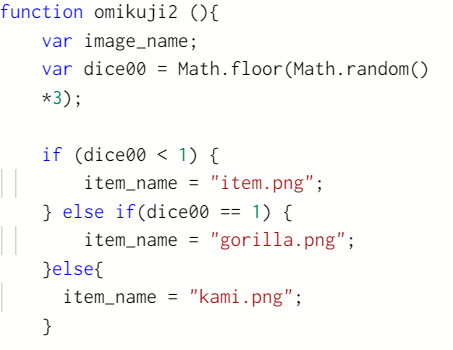 function omikuji2 (){
    var image_name;
    var dice00 = Math.floor(Math.random()
    *3);

    if (dice00 < 1) {
        item_name = "item.png";
    } else if(dice00 == 1) {
        item_name = "gorilla.png";
    }else{
      item_name = "kami.png";
    }